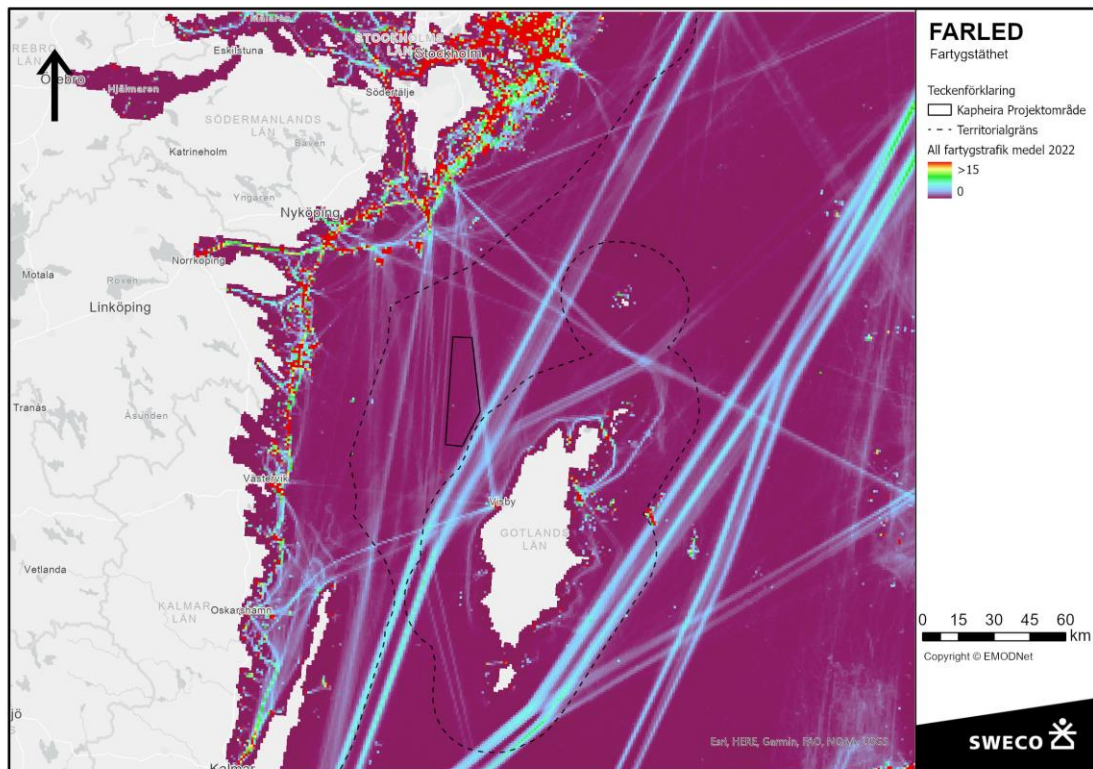 FARLED
Fartygstäthet
Teckenförklaring
Kapheira Projektområde
Territorialgräns
All fartygstrafik medel 2022
>15
0
Mälaren
STOCKHOLMS
LÄN
Stockholm
Eskilstuna
LÄN
Örebro
Hjälmaren
Södertälje
SÖDERMANLANDS
LÄN
Båven
Katrineholm
Yngaren
Nyköping
Norrköping
Motala
Roxen
Linköping
Tranås
Åsunden
Västervik
Visby
GOTLANDS
LÄN
Vetlanda
KALMAR
LÄN
Oskarshamn
Kalmar
Esri, HERE, Garmin, FAO, NOAA, USGS
0 15 30 45 60
km
Copyright © EMODNet
SWECO